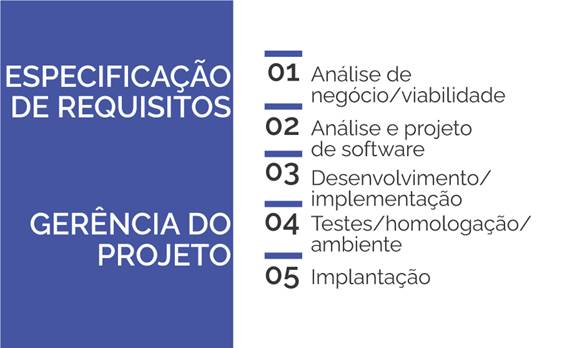 ESPECIFICAÇÃO
DE REQUISITOS
GERÊNCIA DO
PROJETO
01 Análise de
negócio/viabilidade
02 Análise e projeto
de software
03 Desenvolvimento/
implementação
04 Testes/homologação/
ambiente
05 Implantação